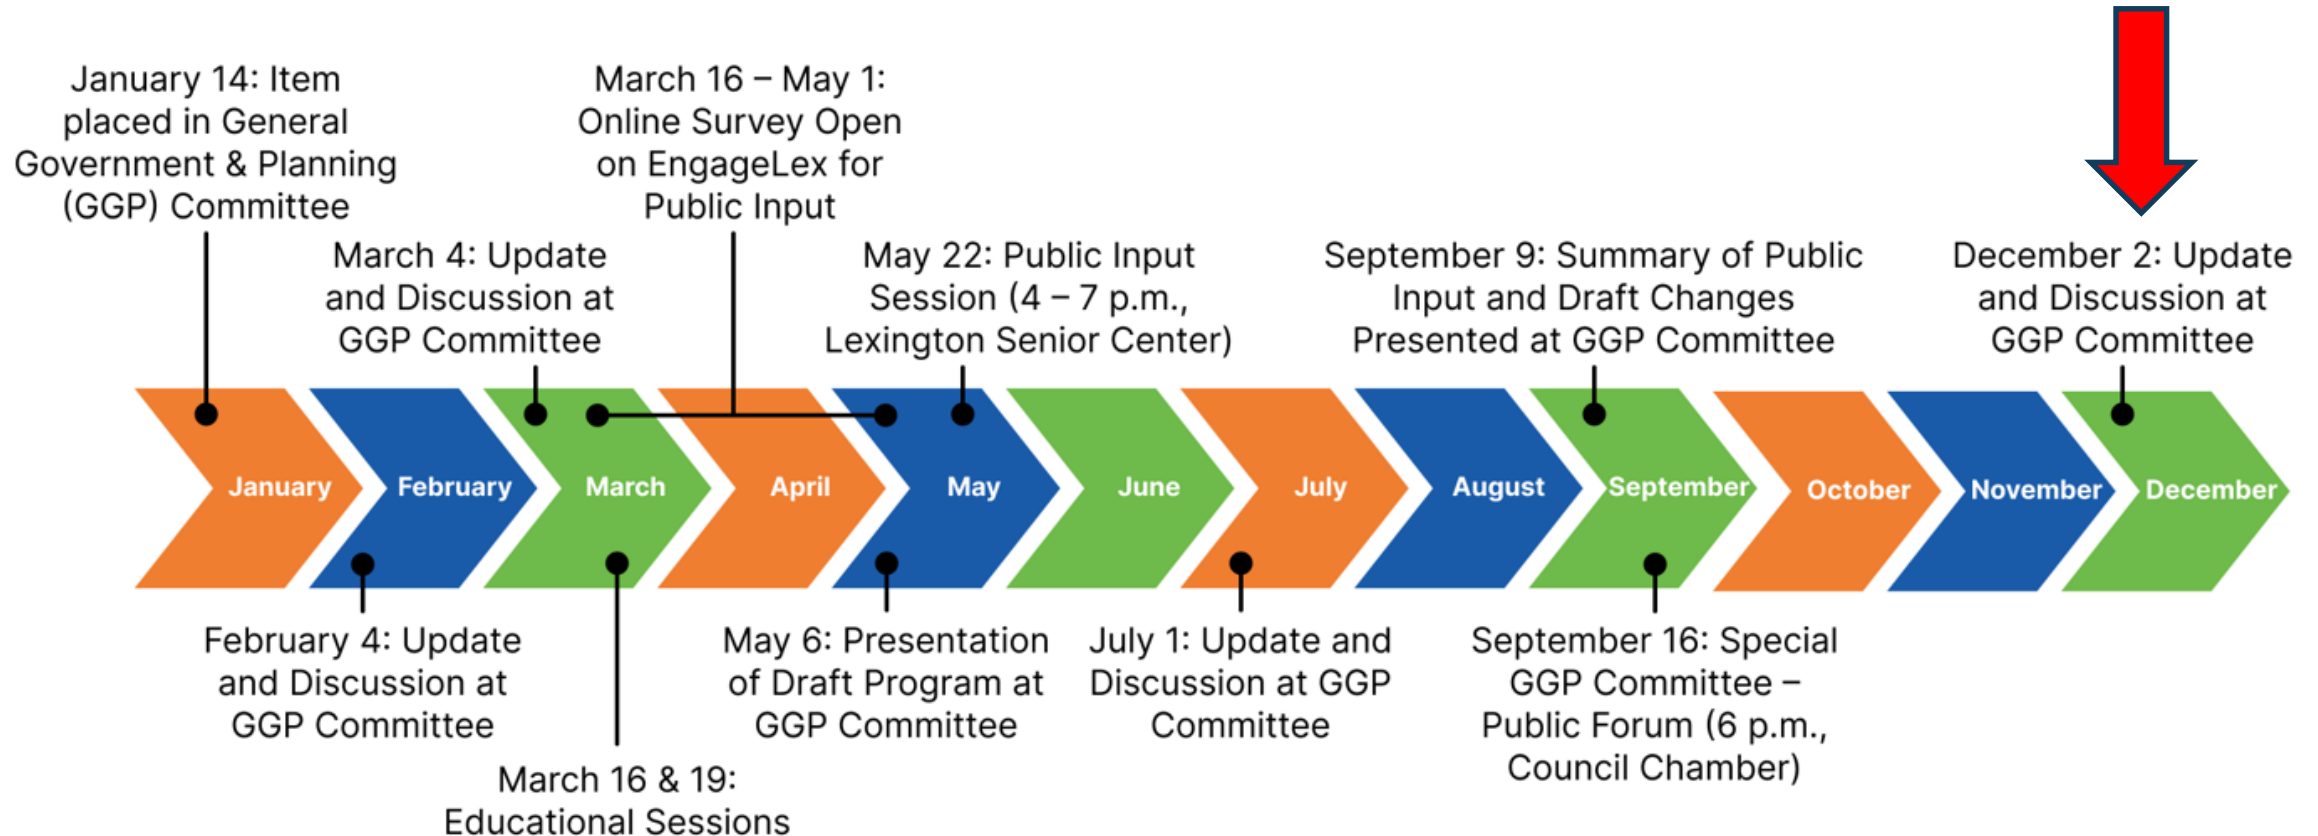 January 14: Item
placed in General
Government & Planning
(GGP) Committee
March 16 – May 1:
Online Survey Open
on EngageLex for
Public Input
March 4: Update
and Discussion at
GGP Committee
May 22: Public Input
Session (4 – 7 p.m.,
Lexington Senior Center)
September 9: Summary of Public
Input and Draft Changes
Presented at GGP Committee
December 2: Update
and Discussion at
GGP Committee
January
February
March
April
May
June
July
August
September
October
November
December
February 4: Update
and Discussion at
GGP Committee
March 16 & 19:
Educational Sessions
May 6: Presentation
of Draft Program at
GGP Committee
July 1: Update and
Discussion at GGP
Committee
September 16: Special
GGP Committee –
Public Forum (6 p.m.,
Council Chamber)